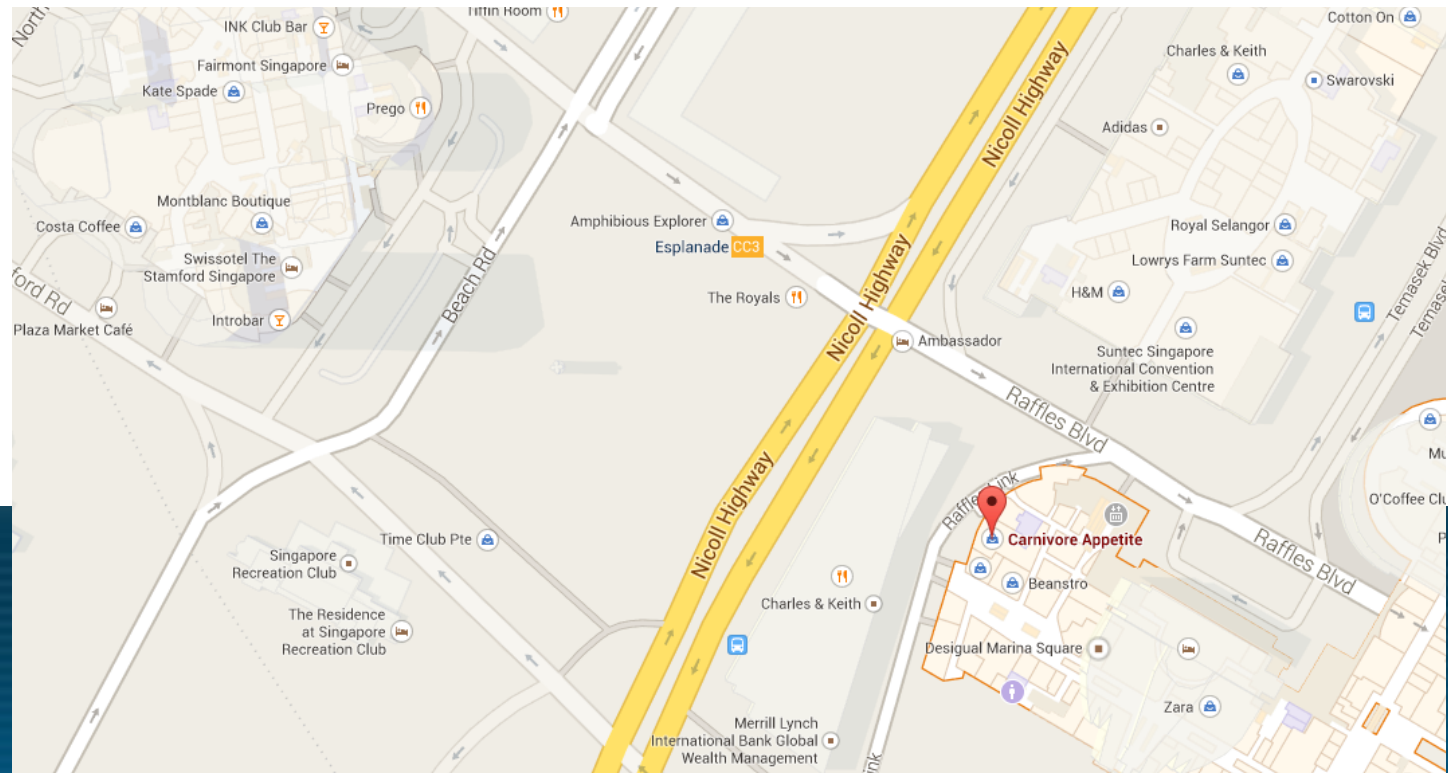 North
Tiffin Room
INK Club Bar
Fairmont Singapore
Kate Spade
Prego
Montblanc Boutique
Costa Coffee
Swissotel The
Stamford Singapore
ford Rd
Plaza Market Café
Introbar
Beach Rd
Amphibious Explorer
Esplanade CC3
The Royals
Nicoll Highway
Nicoll Highway
Nicoll Highway
Ambassador
Cotton On
Charles & Keith
Swarovski
Adidas
Royal Selangor
Lowrys Farm Suntec
H&M
Suntec Singapore
International Convention
& Exhibition Centre
Temasek Blvd
Temasek
Raffles Blvd
Raffles Link
Carnivore Appetite
Beanstro
Raffles Blvd
Mu
O'Coffee Clu
P
Time Club Pte
Singapore
Recreation Club
The Residence
at Singapore
Recreation Club
Charles & Keith
Desigual Marina Square
Zara
Merrill Lynch
International Bank Global
Wealth Management
ink